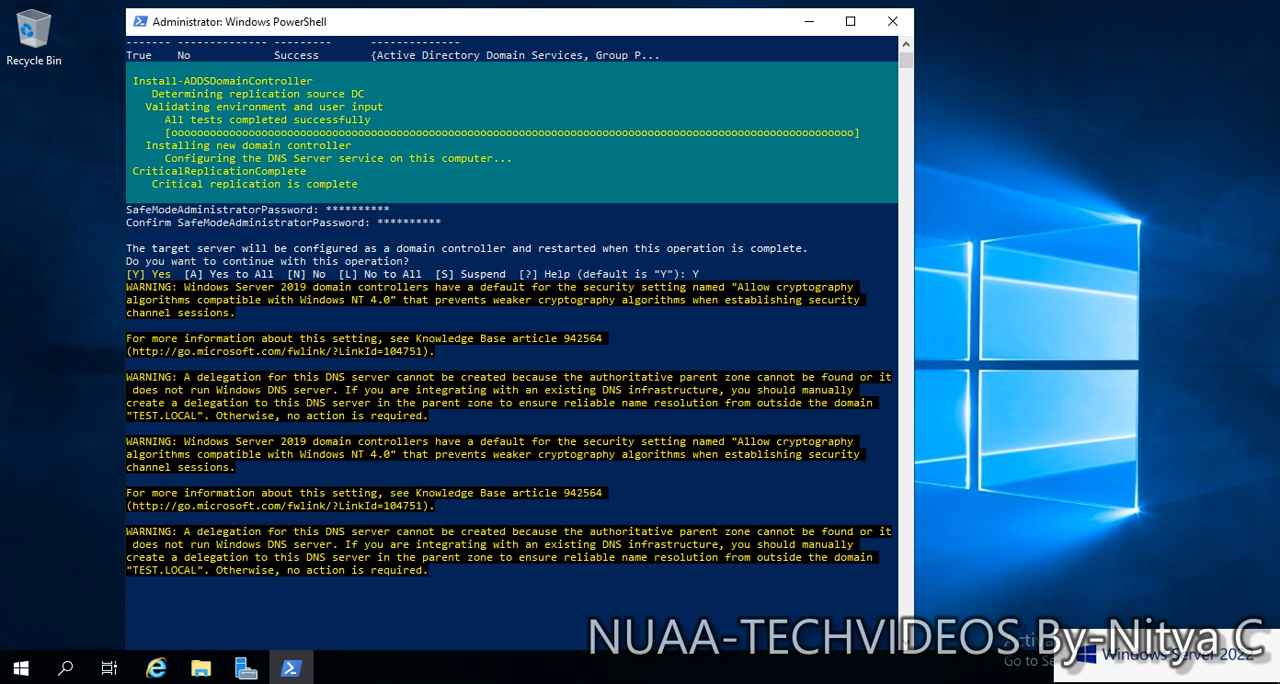 Recycle Bin
Administrator: Windows PowerShell
------- -------------- --------- --------------
True No Success {Active Directory Domain Services, Group P...
Install-ADDSDomainController
Determining replication source DC
Validating environment and user input
All tests completed successfully
[oooooooooooooooooooooooooooooooooooooooooooooooooooooooooooooooooooooooooooooooooooooooooooooooooooooooooo]
Installing new domain controller
Configuring the DNS Server service on this computer...
CriticalReplicationComplete
Critical replication is complete
SafeModeAdministratorPassword: **********
Confirm SafeModeAdministratorPassword: **********
The target server will be configured as a domain controller and restarted when this operation is complete.
Do you want to continue with this operation?
[Y] Yes [A] Yes to All [N] No [L] No to All [S] Suspend [?] Help (default is "Y"): Y
WARNING: Windows Server 2019 domain controllers have a default for the security setting named "Allow cryptography
algorithms compatible with Windows NT 4.0" that prevents weaker cryptography algorithms when establishing security
channel sessions.
For more information about this setting, see Knowledge Base article 942564
(http://go.microsoft.com/fwlink/?LinkId=104751).
WARNING: A delegation for this DNS server cannot be created because the authoritative parent zone cannot be found or it
does not run Windows DNS server. If you are integrating with an existing DNS infrastructure, you should manually
create a delegation to this DNS server in the parent zone to ensure reliable name resolution from outside the domain
"TEST.LOCAL". Otherwise, no action is required.
WARNING: Windows Server 2019 domain controllers have a default for the security setting named "Allow cryptography
algorithms compatible with Windows NT 4.0" that prevents weaker cryptography algorithms when establishing security
channel sessions.
For more information about this setting, see Knowledge Base article 942564
(http://go.microsoft.com/fwlink/?LinkId=104751).
WARNING: A delegation for this DNS server cannot be created because the authoritative parent zone cannot be found or it
does not run Windows DNS server. If you are integrating with an existing DNS infrastructure, you should manually
create a delegation to this DNS server in the parent zone to ensure reliable name resolution from outside the domain
"TEST.LOCAL". Otherwise, no action is required.
NUAA-TECHVIDEOS By-Nitya C
Go to
Windows Server 2022